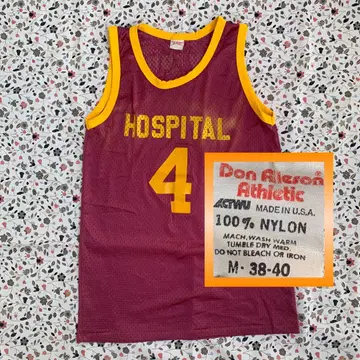 HOSPITAL
4
Don Alleson
Athletic
ACTWU MADE IN U.S.A.
100% NYLON
MACH. WASH WARM
TUMBLE DRY MED.
DO NOT BLEACH OR IRON
M - 38-40